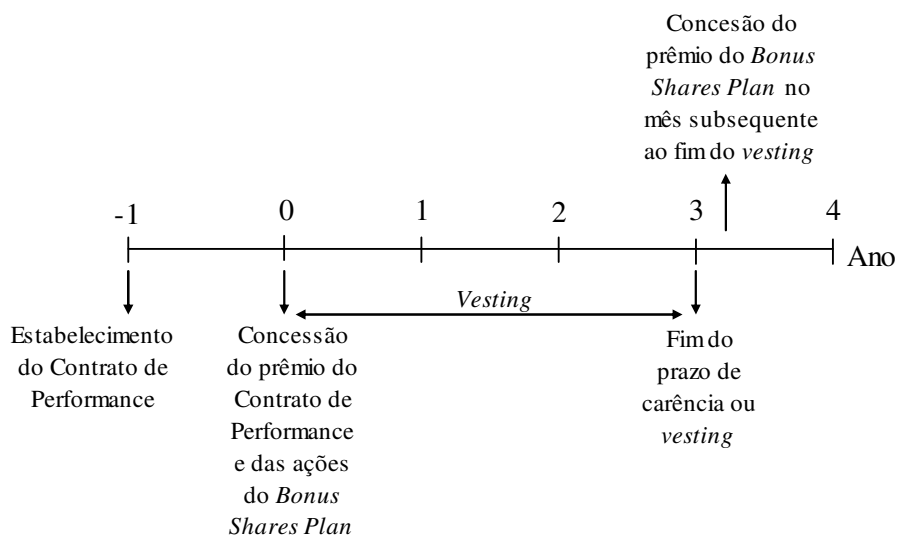 Concesão do
prêmio do Bonus
Shares Plan no
mês subsequente
ao fim do vesting
-1
0
1
2
3
4
Ano
Vesting
Estabelecimento
do Contrato de
Performance
Concessão
do prêmio do
Contrato de
Performance
e das ações
do Bonus
Shares Plan
Fim do
prazo de
carência ou
vesting